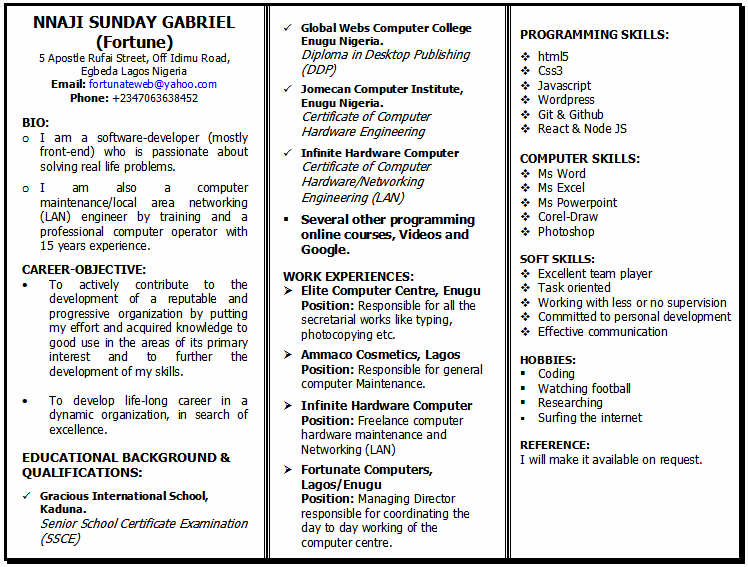 NNAJI SUNDAY GABRIEL
(Fortune)
5 Apostle Rufai Street, Off Idimu Road,
Egbeda Lagos Nigeria
Email: fortunateweb@yahoo.com
Phone: +2347063638452
BIO:
o I am a software-developer (mostly
front-end) who is passionate about
solving real life problems.
o I am also a computer
maintenance/local area networking
(LAN) engineer by training and a
professional computer operator with
15 years experience.
CAREER-OBJECTIVE:
• To actively contribute to the
development of a reputable and
progressive organization by putting
my effort and acquired knowledge to
good use in the areas of its primary
interest and to further the
development of my skills.
• To develop life-long career in a
dynamic organization, in search of
excellence.
EDUCATIONAL BACKGROUND &
QUALIFICATIONS:
✓ Gracious International School,
Kaduna.
Senior School Certificate Examination
(SSCE)
✓ Global Webs Computer College
Enugu Nigeria.
Diploma in Desktop Publishing
(DDP)
✓ Jomecan Computer Institute,
Enugu Nigeria.
Certificate of Computer
Hardware Engineering
✓ Infinite Hardware Computer
Certificate of Computer
Hardware/Networking
Engineering (LAN)
▪ Several other programming
online courses, Videos and
Google.
WORK EXPERIENCES:
➢ Elite Computer Centre, Enugu
Position: Responsible for all the
secretarial works like typing,
photocopying etc.
➢ Ammaco Cosmetics, Lagos
Position: Responsible for general
computer Maintenance.
➢ Infinite Hardware Computer
Position: Freelance computer
hardware maintenance and
Networking (LAN)
➢ Fortunate Computers,
Lagos/Enugu
Position: Managing Director
responsible for coordinating the
day to day working of the
computer centre.
PROGRAMMING SKILLS:
❖ html5
❖ Css3
❖ Javascript
❖ Wordpress
❖ Git & Github
❖ React & Node JS
COMPUTER SKILLS:
❖ Ms Word
❖ Ms Excel
❖ Ms Powerpoint
❖ Corel-Draw
❖ Photoshop
SOFT SKILLS:
❖ Excellent team player
❖ Task oriented
❖ Working with less or no supervision
❖ Committed to personal development
❖ Effective communication
HOBBIES:
▪ Coding
▪ Watching football
▪ Researching
▪ Surfing the internet
REFERENCE:
I will make it available on request.